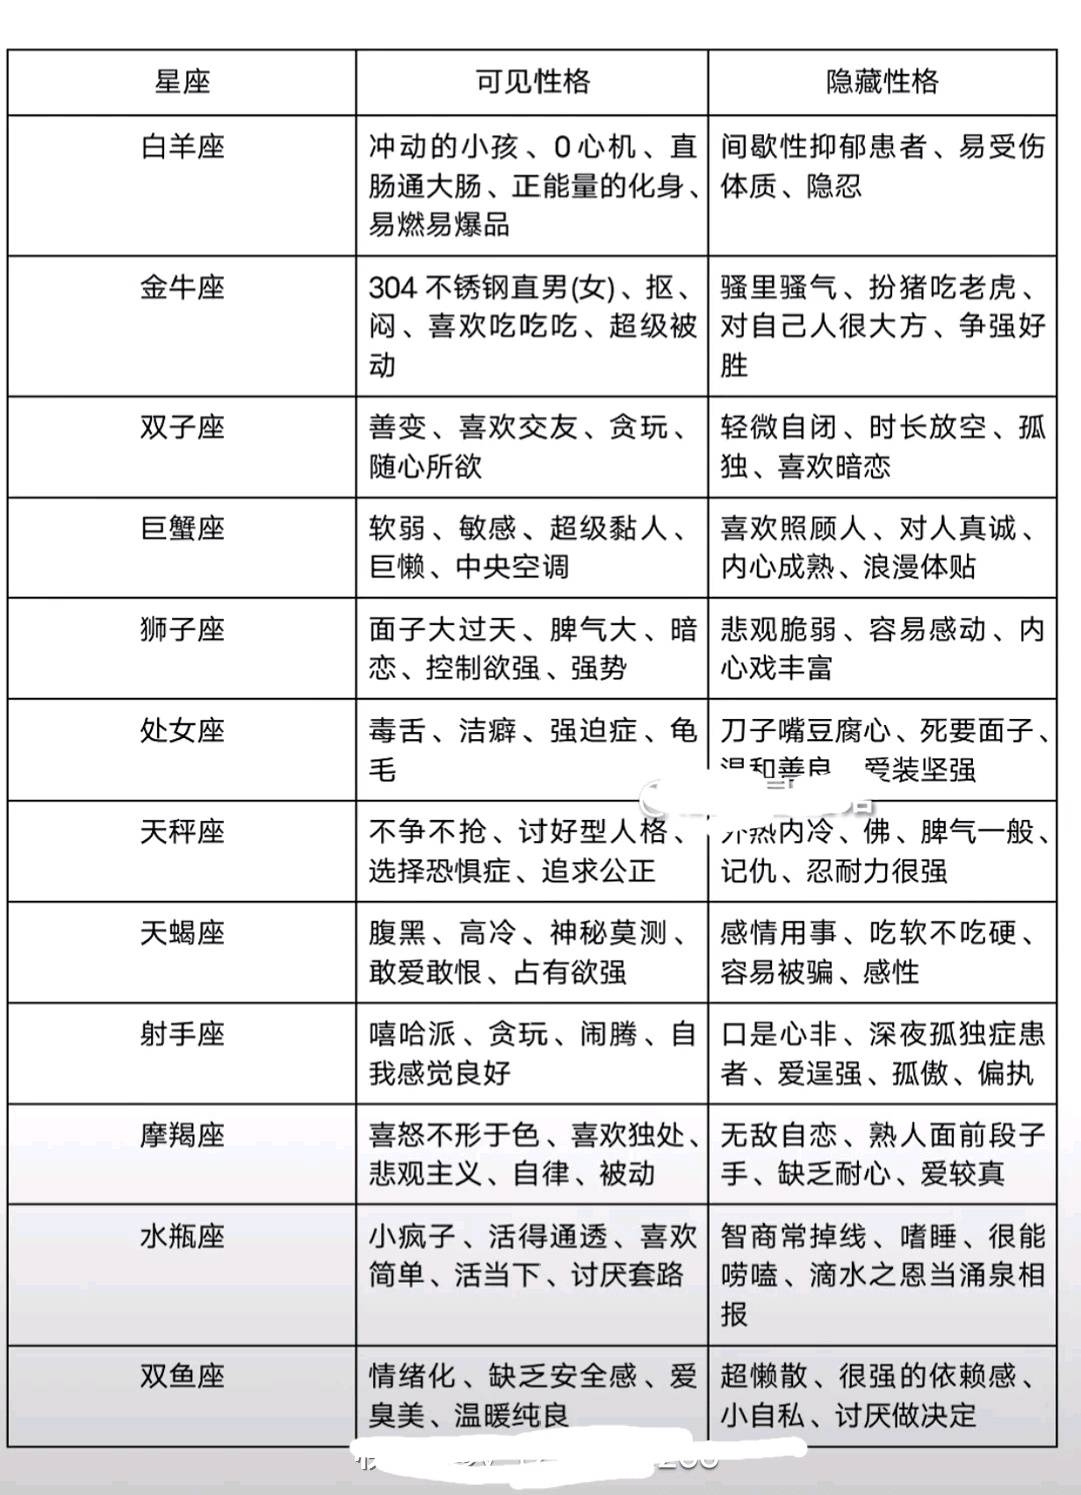 星座 可见性格 隐藏性格
白羊座
冲动的小孩、0心机、直
肠通大肠、正能量的化身、
易燃易爆品
间歇性抑郁患者、易受伤
体质、隐忍
金牛座
304 不锈钢直男(女)、抠、
闷、喜欢吃吃吃、超级被
动
骚里骚气、扮猪吃老虎、
对自己人很大方、争强好
胜
双子座
善变、喜欢交友、贪玩、
随心所欲
轻微自闭、时长放空、孤
独、喜欢暗恋
巨蟹座
软弱、敏感、超级黏人、
巨懒、中央空调
喜欢照顾人、对人真诚、
内心成熟、浪漫体贴
狮子座
面子大过天、脾气大、暗
恋、控制欲强、强势
悲观脆弱、容易感动、内
心戏丰富
处女座
毒舌、洁癖、强迫症、龟
毛
刀子嘴豆腐心、死要面子、
温和善良、爱装坚强
天秤座
不争不抢、讨好型人格、
选择恐惧症、追求公正
外热内冷、佛、脾气一般、
记仇、忍耐力很强
天蝎座
腹黑、高冷、神秘莫测、
敢爱敢恨、占有欲强
感情用事、吃软不吃硬、
容易被骗、感性
射手座
嘻哈派、贪玩、闹腾、自
我感觉良好
口是心非、深夜孤独症患
者、爱逞强、孤傲、偏执
摩羯座
喜怒不形于色、喜欢独处、
悲观主义、自律、被动
无敌自恋、熟人面前段子
手、缺乏耐心、爱较真
水瓶座
小疯子、活得通透、喜欢
简单、活当下、讨厌套路
智商常掉线、嗜睡、很能
唠嗑、滴水之恩当涌泉相
报
双鱼座
情绪化、缺乏安全感、爱
臭美、温暖纯良
超懒散、很强的依赖感、
小自私、讨厌做决定